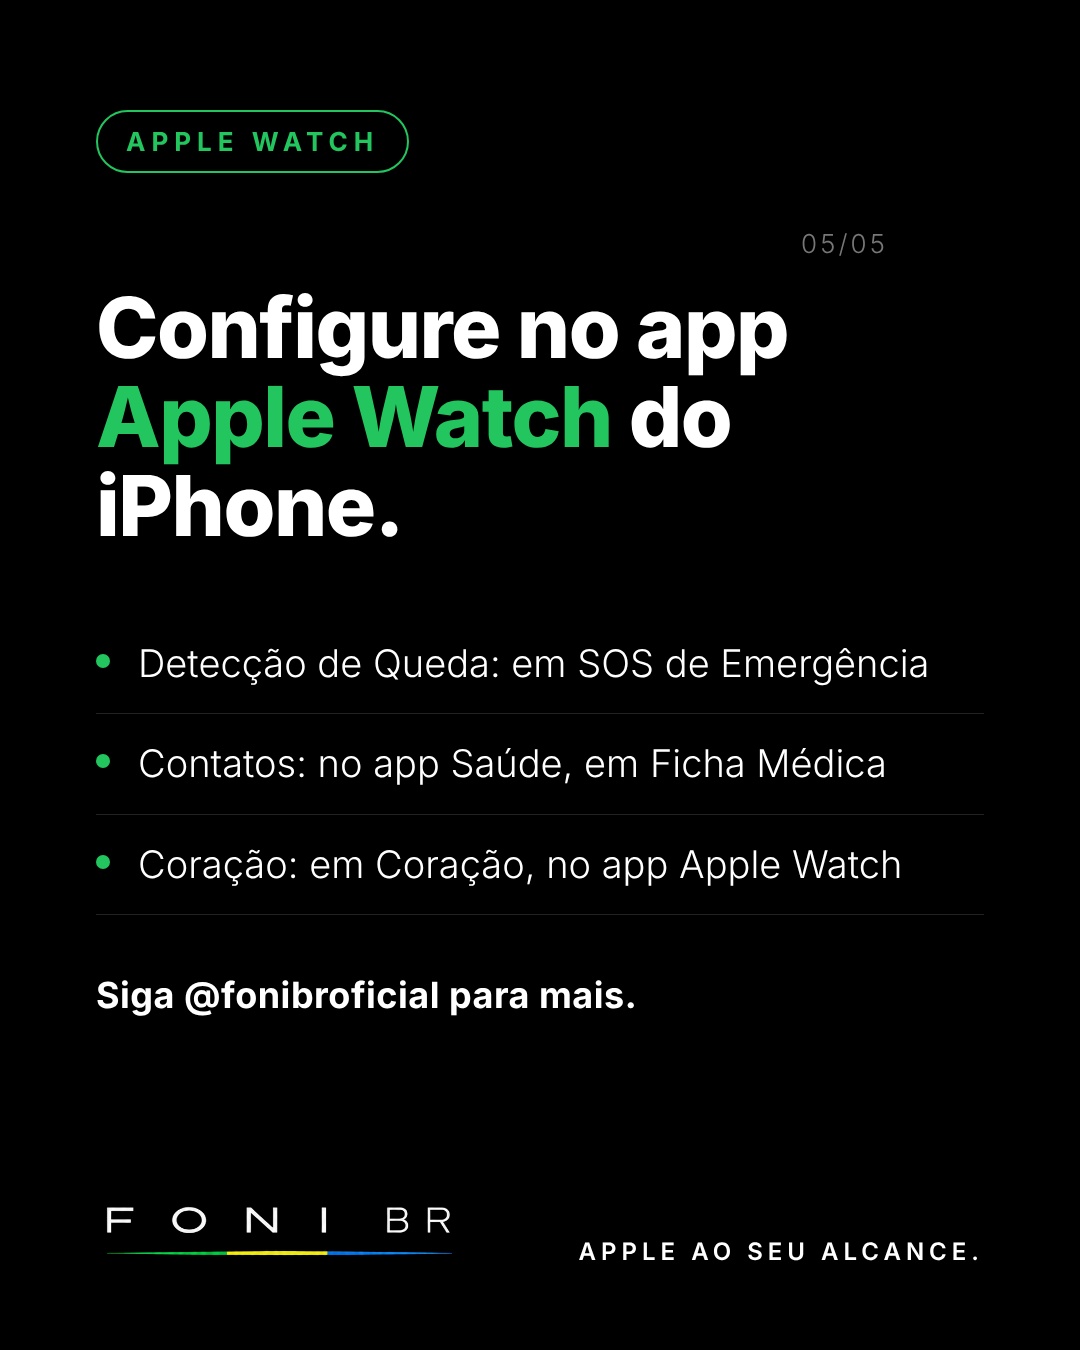 APPLE WATCH
05/05
Configure no app
Apple Watch do
iPhone.
Detecção de Queda: em SOS de Emergência
Contatos: no app Saúde, em Ficha Médica
Coração: em Coração, no app Apple Watch
Siga @fonibroficial para mais.
FONI BR
APPLE AO SEU ALCANCE.